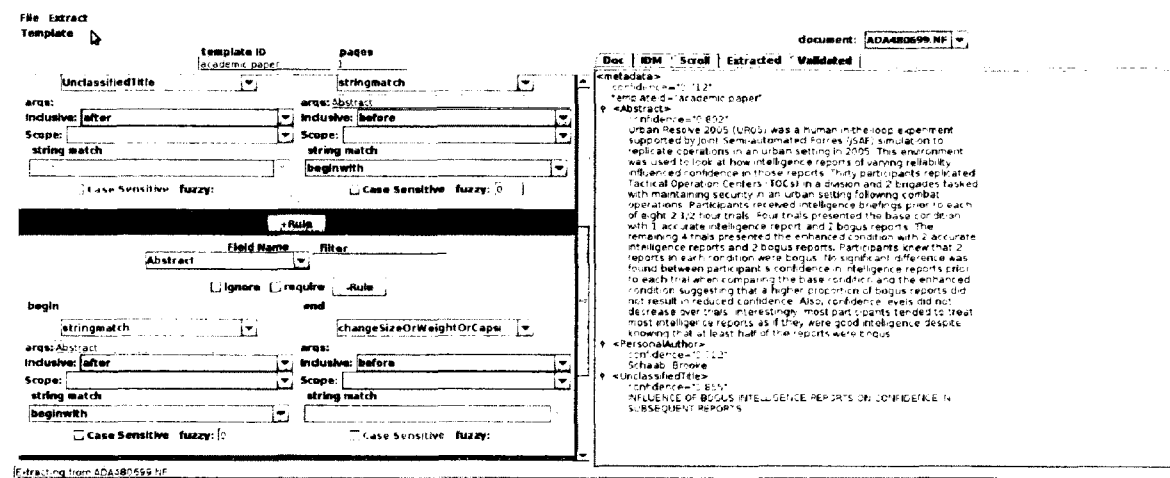 File Extract
Template
template ID pages
academic paper 1
UnclassifiedTitle stringmatch
args: args: Abstract
Inclusive: after Inclusive: before
Scope: Scope:
string match string match
beginwith
Case Sensitive fuzzy: Case Sensitive fuzzy: 0
-Rule
Field Name filter
Abstract
Ignore require -Rule
begin end
stringmatch changeSizeOrWeightOrCapsi
args: Abstract args:
Inclusive: after Inclusive: before
Scope: Scope:
string match string match
beginwith
Case Sensitive fuzzy: 0 Case Sensitive fuzzy:
Extracting from ADA480699.NF
document: ADA480699.NF
Doc IDM Scroll Extracted Validated
<metadata>
"academic paper"
<Abstract>
Urban Resolve 2005 (UR05) was a human in the loop experiment
supported by Joint Semi-automated Forces (JSAF) simulation to
replicate operations in an urban setting in 2005. This environment
was used to look at how intelligence reports of varying reliability
influenced confidence in those reports. Thirty participants replicated
Tactical Operation Centers (TOCs) in a division and 2 brigades tasked
with maintaining security in an urban setting following combat
operations. Participants received intelligence briefings prior to each
of eight 2 1/2 hour trials. Four trials presented the base condition
with 1 accurate intelligence report and 2 bogus reports. The
remaining 4 trials presented the enhanced condition with 2 accurate
intelligence reports and 2 bogus reports. Participants knew that 2
reports in each condition were bogus. No significant difference was
found between participant's confidence in intelligence reports prior
to each trial when comparing the base condition and the enhanced
condition suggesting that a higher proportion of bogus reports did
not result in reduced confidence. Also, confidence levels did not
decrease over trials. Interestingly, most participants tended to treat
most intelligence reports as if they were good intelligence despite
knowing that at least half of the reports were bogus
<PersonalAuthor>
Schaab, Brooke
<UnclassifiedTitle>
INFLUENCE OF BOGUS INTELLIGENCE REPORTS ON CONFIDENCE IN
SUBSEQUENT REPORTS